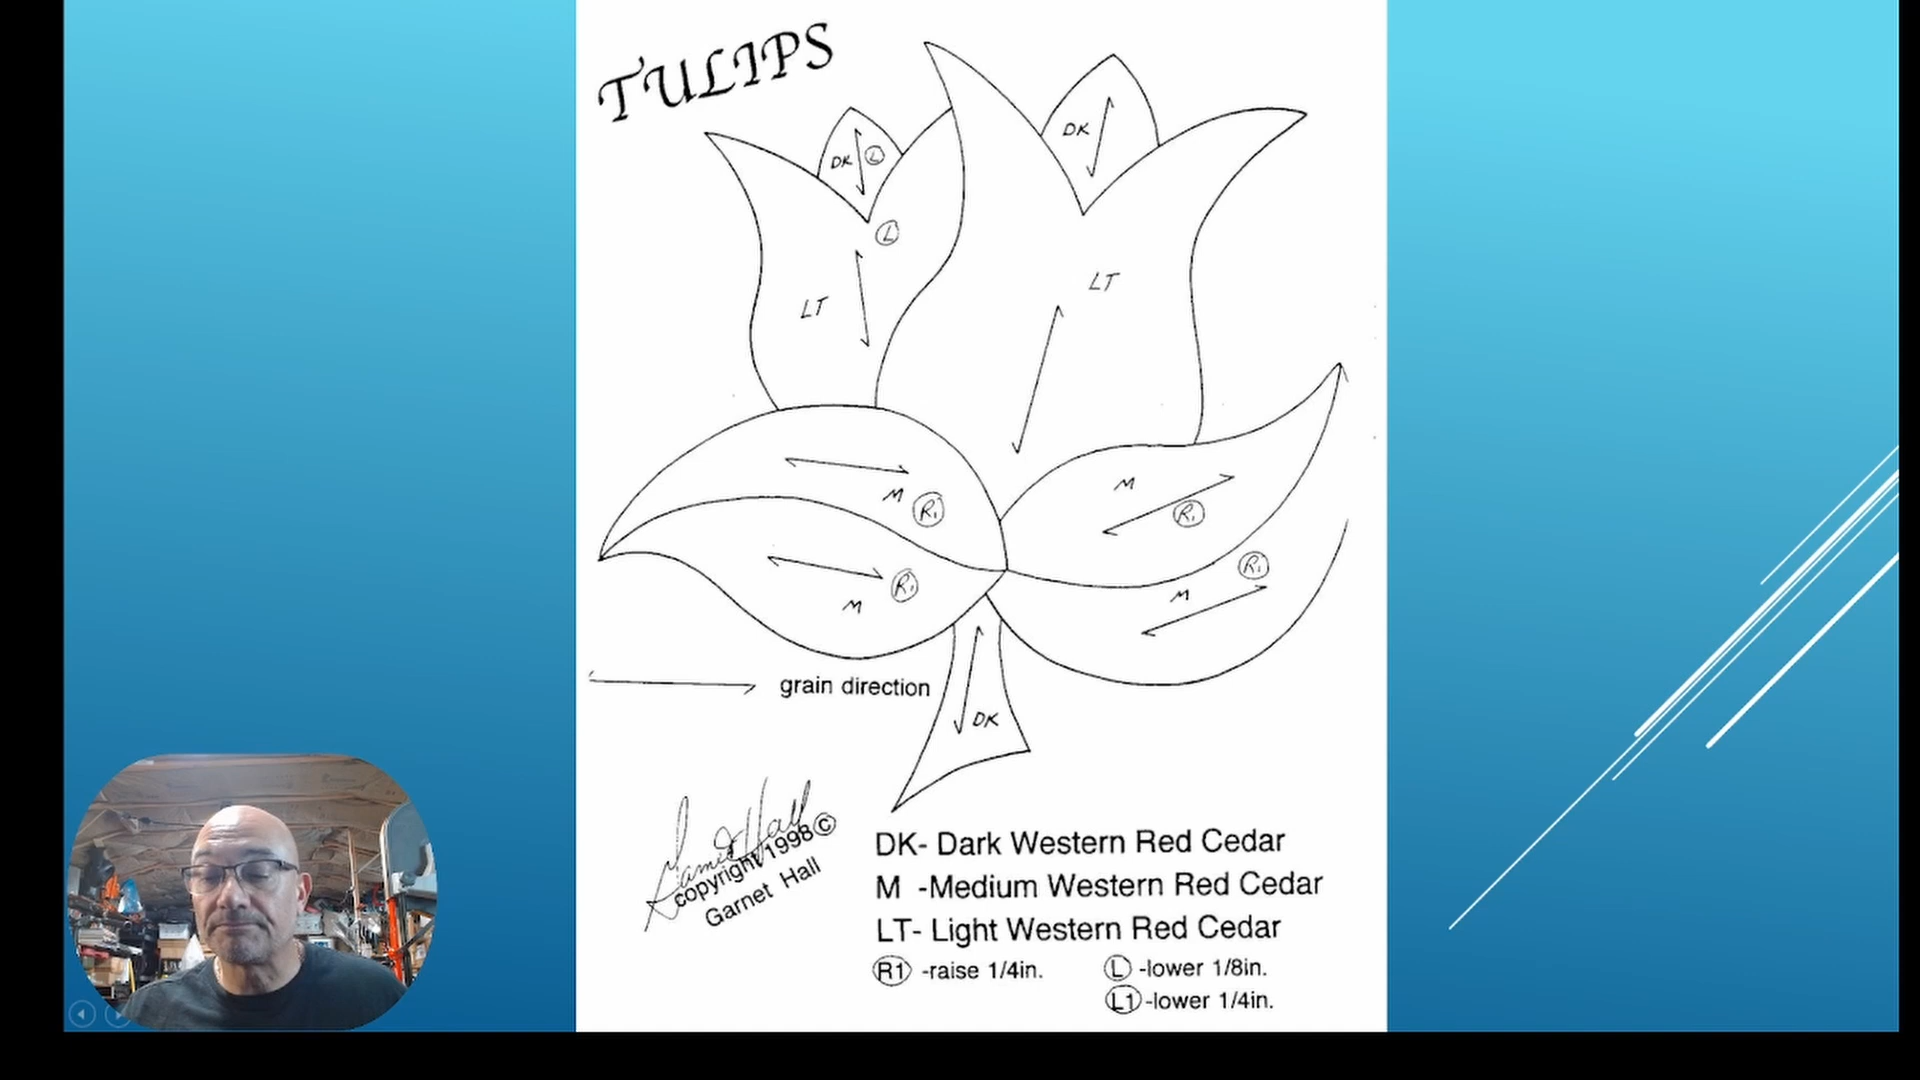 TULIPS
DK
DK
L
L
LT
LT
M
R1
M
R1
R1
M
R1
M
grain direction
DK
Garnet Hall
copyright 1998 ©
Garnet Hall
DK- Dark Western Red Cedar
M -Medium Western Red Cedar
LT- Light Western Red Cedar
R1 -raise 1/4in.
L -lower 1/8in.
L1 -lower 1/4in.